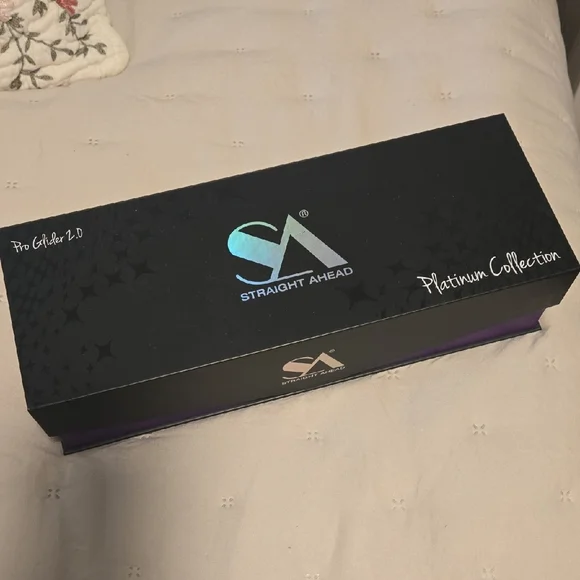 Pro Glider 2.0
SA®
STRAIGHT AHEAD
Platinum Collection
SA
STRAIGHT AHEAD